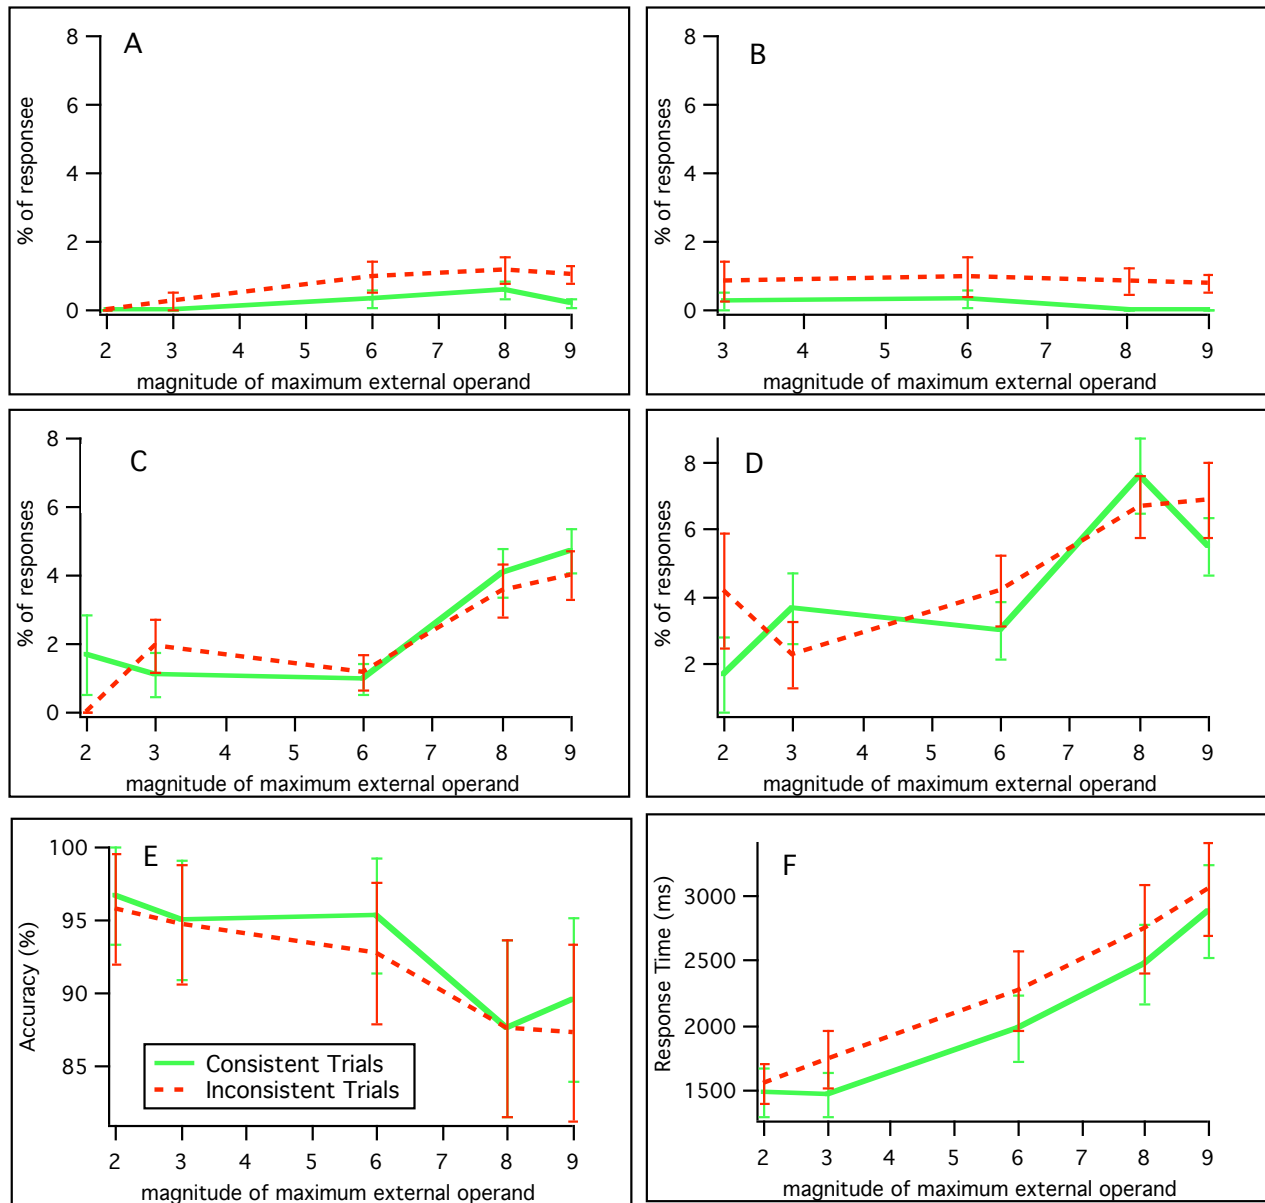 A
8
6
4
2
0
% of responsee
2 3 4 5 6 7 8 9
magnitude of maximum external operand
B
8
6
4
2
0
% of responses
3 4 5 6 7 8 9
magnitude of maximum external operand
C
8
6
4
2
0
% of responses
2 3 4 5 6 7 8 9
magnitude of maximum external operand
D
8
6
4
2
% of responses
2 3 4 5 6 7 8 9
magnitude of maximum external operand
E
100
95
90
85
Accuracy (%)
Consistent Trials
Inconsistent Trials
2 3 4 5 6 7 8 9
magnitude of maximum external operand
F
3000
2500
2000
1500
Response Time (ms)
2 3 4 5 6 7 8 9
magnitude of maximum external operand